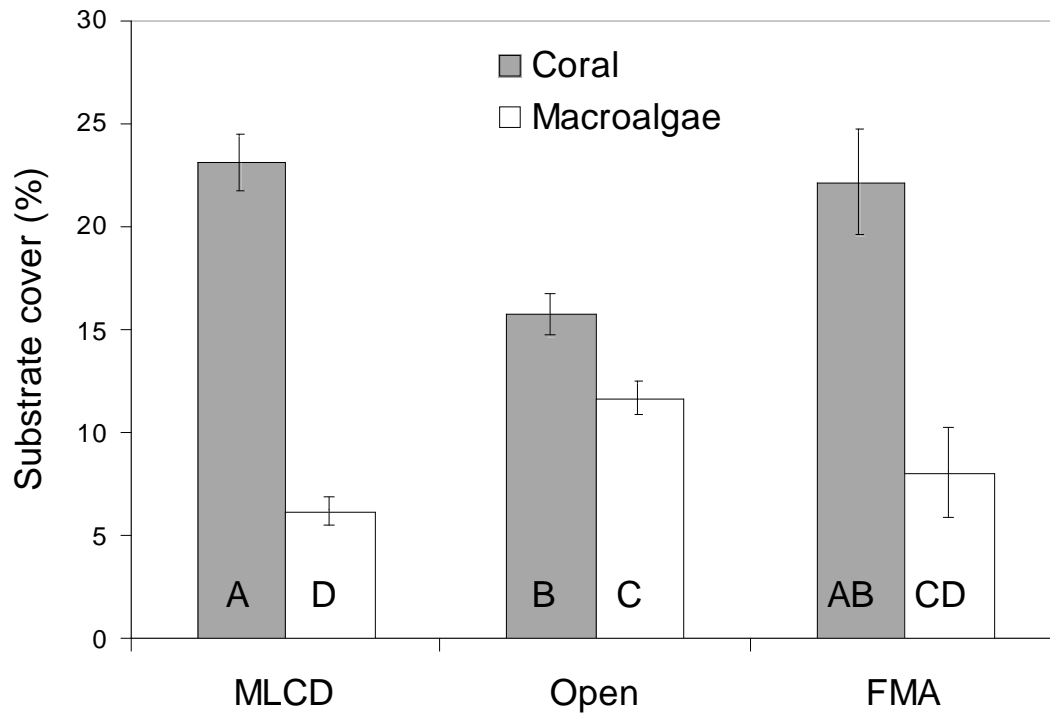 30
Coral
Macroalgae
25
20
15
10
5
0
Substrate cover (%)
A D B C AB CD
MLCD Open FMA